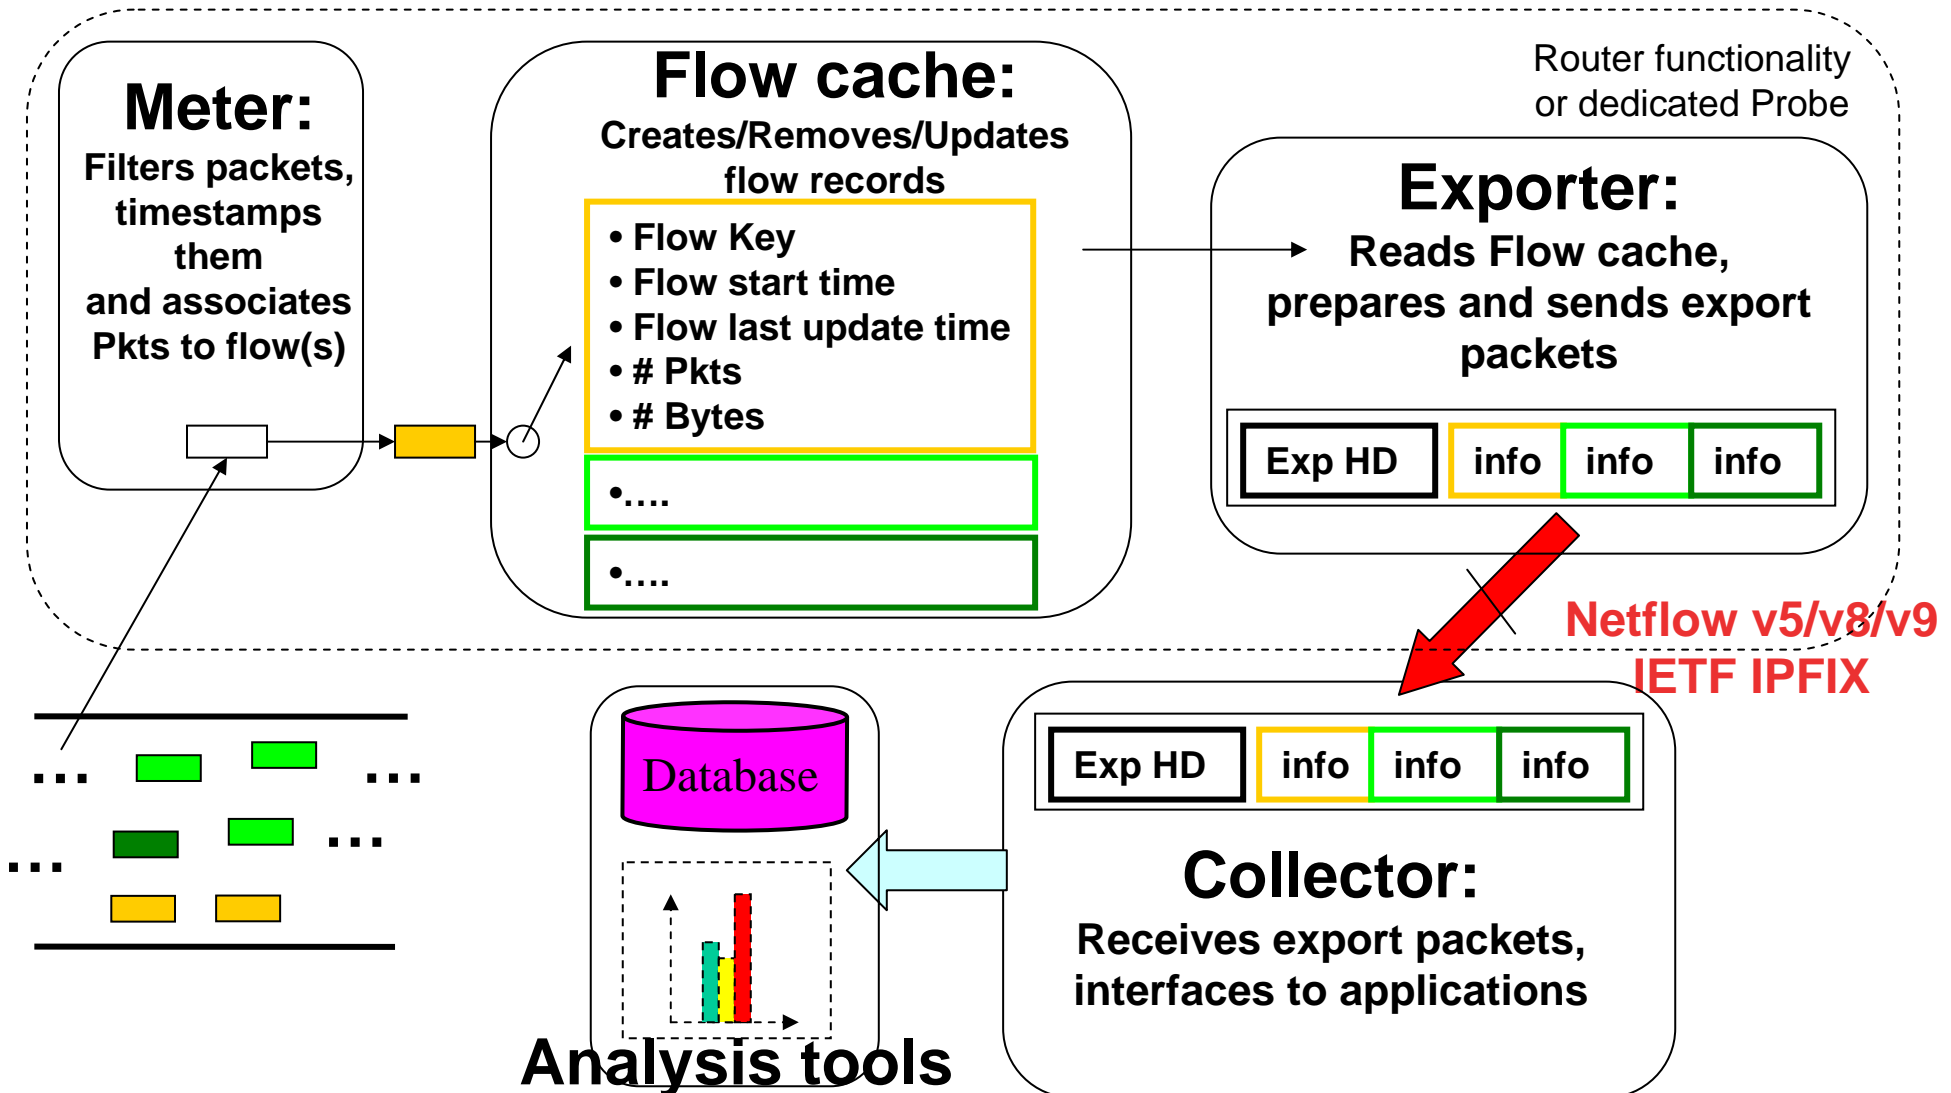 Meter:
Filters packets,
timestamps
them
and associates
Pkts to flow(s)
Flow cache:
Creates/Removes/Updates
flow records
• Flow Key
• Flow start time
• Flow last update time
• # Pkts
• # Bytes
•....
•....
Router functionality
or dedicated Probe
Exporter:
Reads Flow cache,
prepares and sends export
packets
Exp HD info info info
Netflow v5/v8/v9
IETF IPFIX
... ...
... ...
Database
Analysis tools
Exp HD info info info
Collector:
Receives export packets,
interfaces to applications